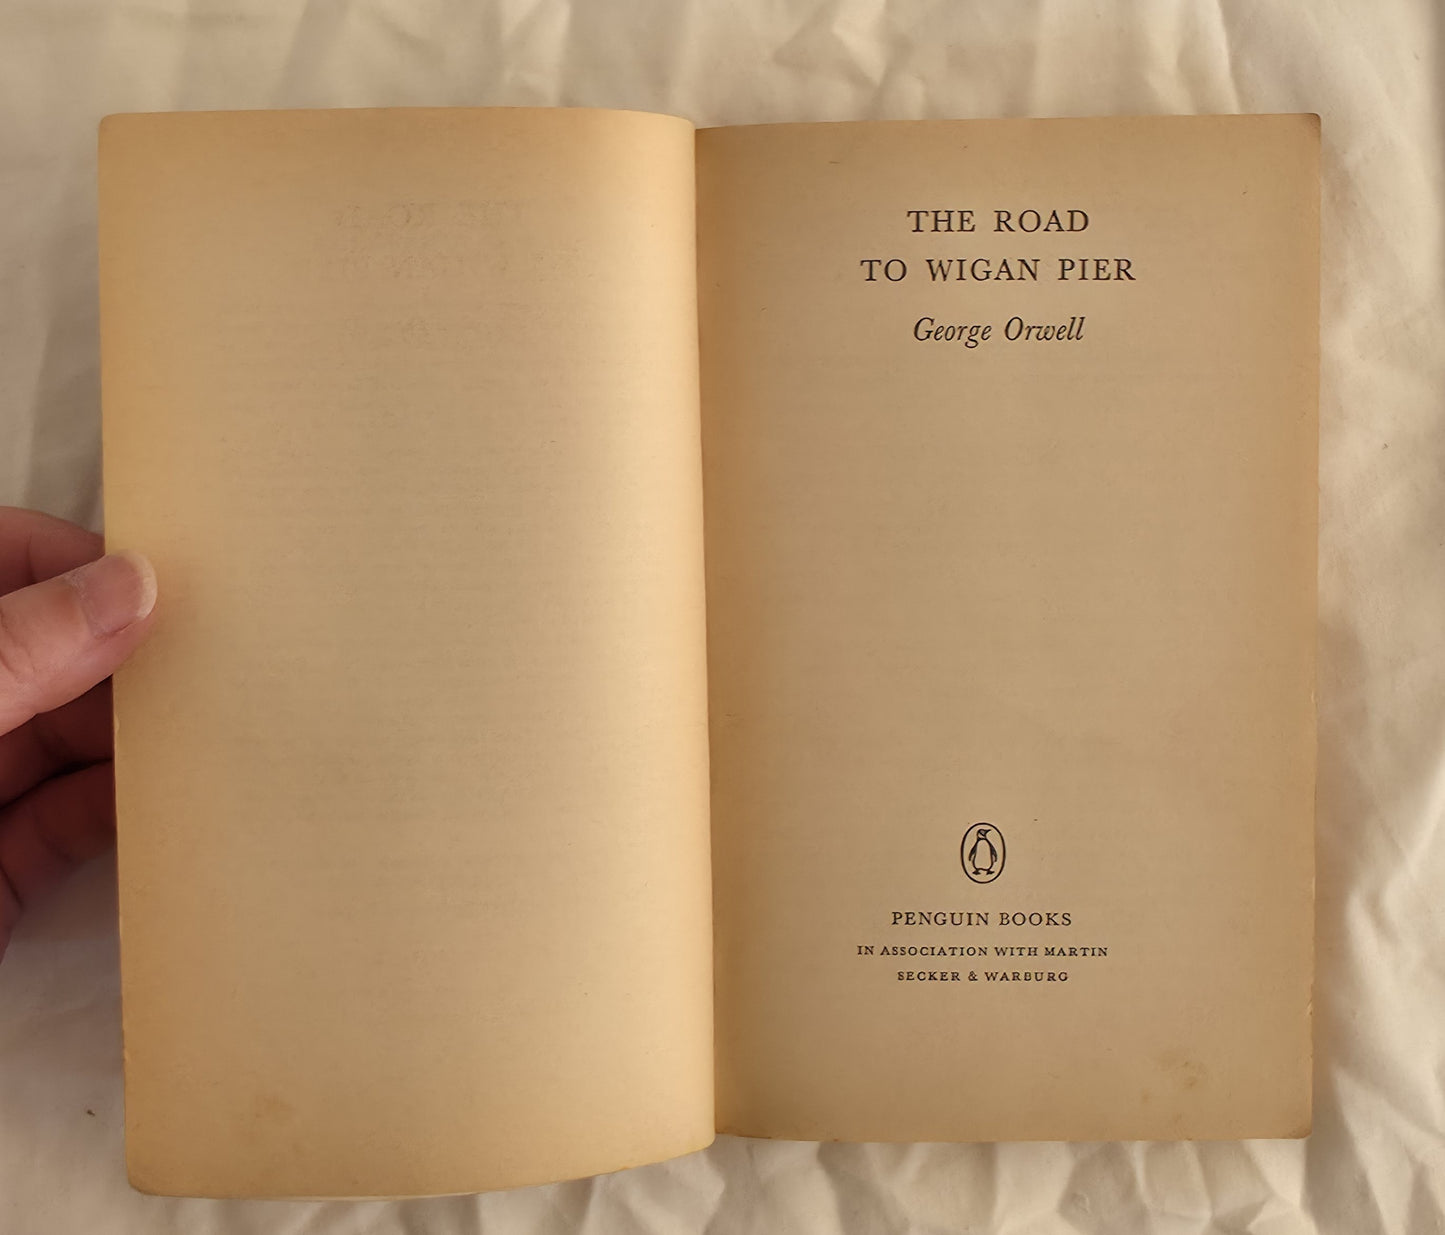 THE ROAD
TO WIGAN PIER
George Orwell
PENGUIN BOOKS
IN ASSOCIATION WITH MARTIN
SECKER & WARBURG